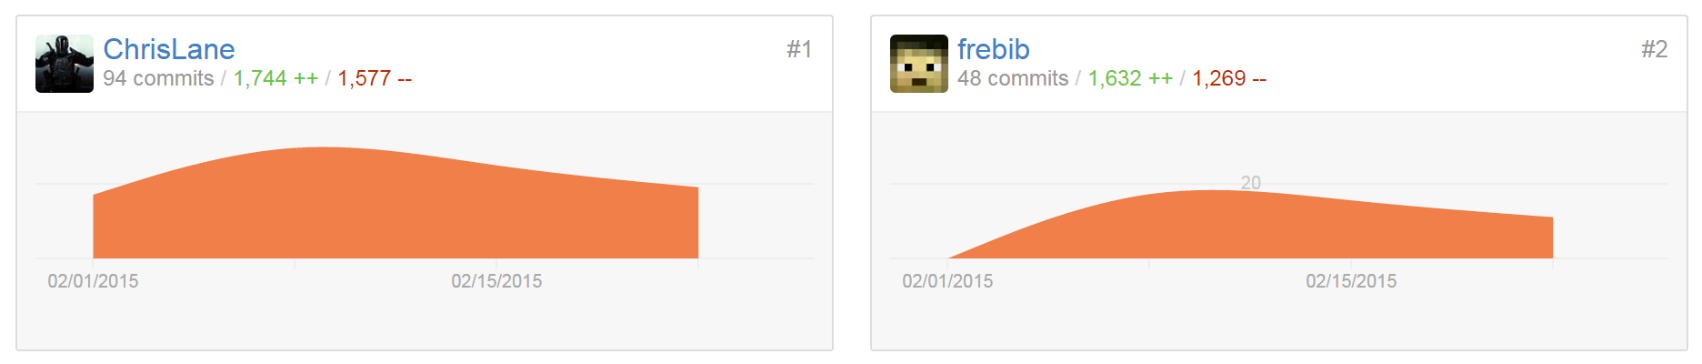 ChrisLane
#1
94 commits / 1,744 ++ / 1,577 --
02/01/2015
02/15/2015
frebib
#2
48 commits / 1,632 ++ / 1,269 --
20
02/01/2015
02/15/2015